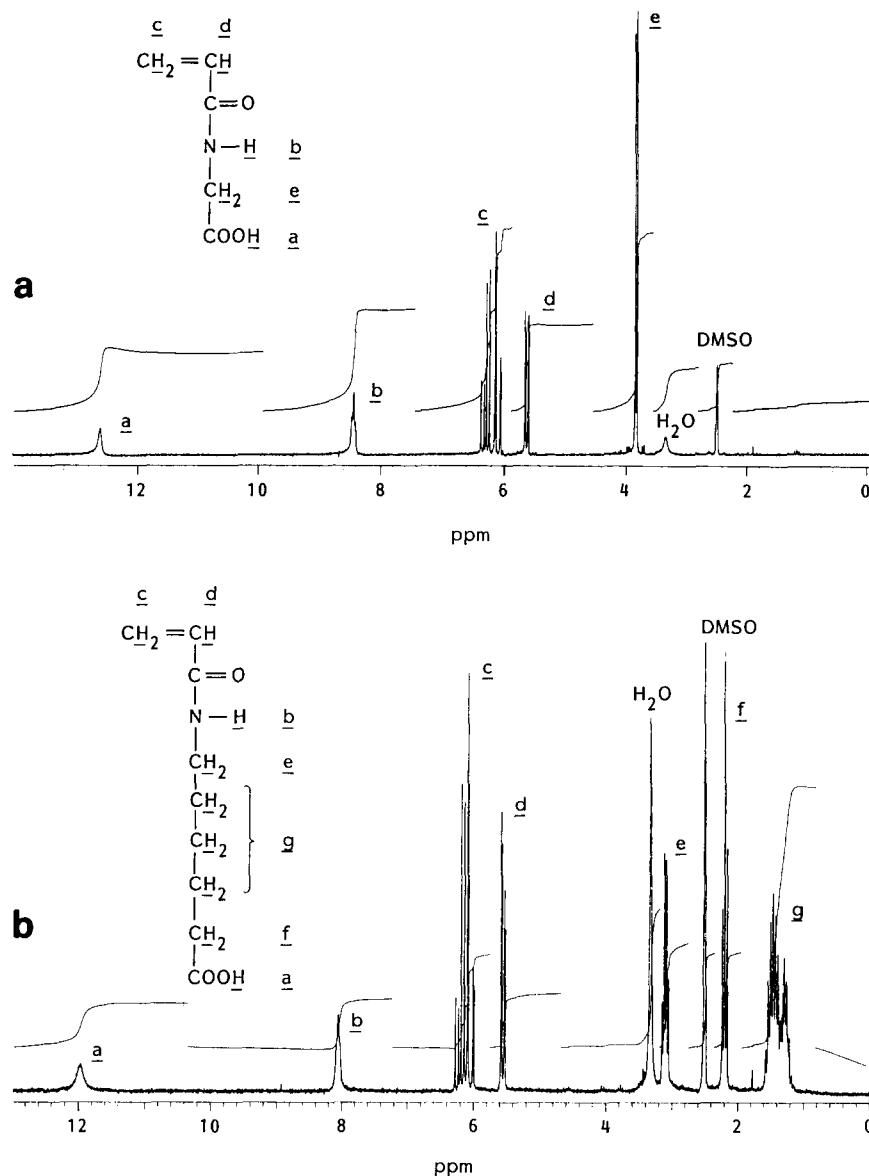 c d
CH2 = CH
C = O
N — H b
CH2 e
COOH a
a
a
b
c
d
e
H2O
DMSO
12 10 8 6 4 2 0
ppm
c d
CH2 = CH
C = O
N — H b
CH2 e
CH2
CH2 g
CH2
CH2 f
COOH a
b
a
b
c
d
H2O
e
DMSO
f
g
12 10 8 6 4 2 0
ppm